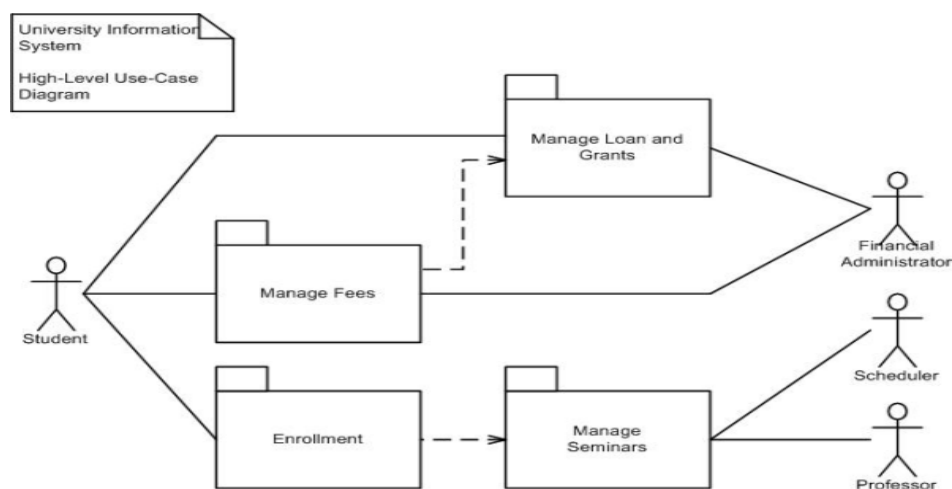 University Information
System
High-Level Use-Case
Diagram
Manage Loan and
Grants
Financial
Administrator
Manage Fees
Student
Scheduler
Enrollment
Manage
Seminars
Professor